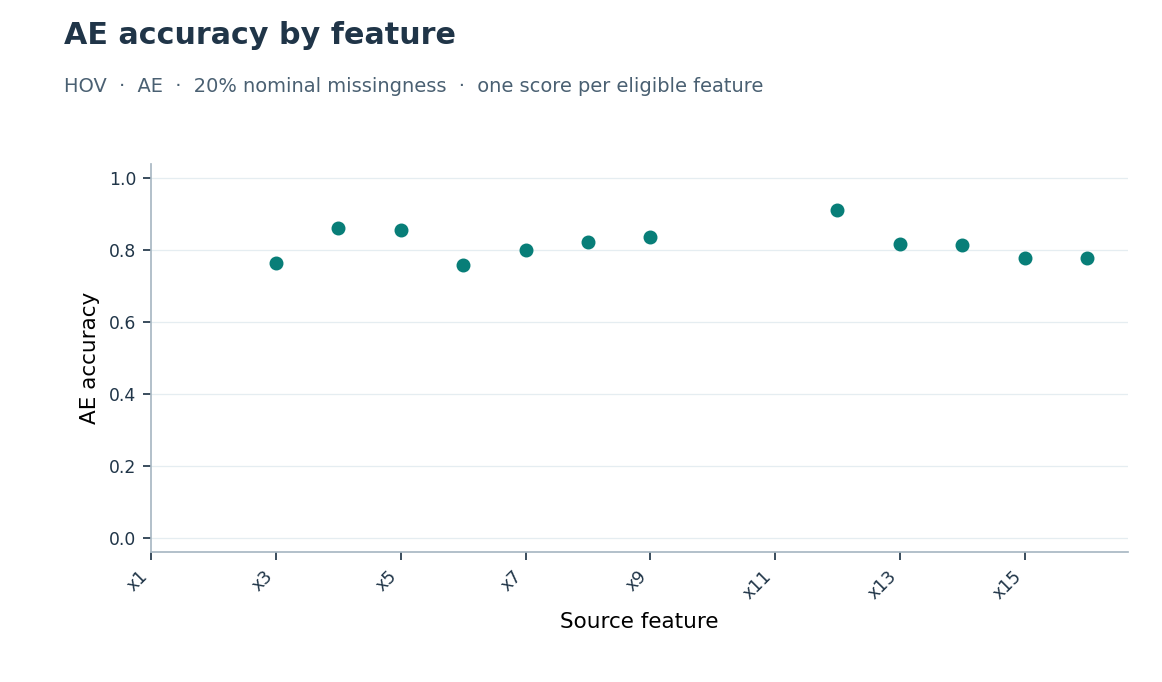 AE accuracy by feature
HOV · AE · 20% nominal missingness · one score per eligible feature
1.0
0.8
0.6
0.4
0.2
0.0
AE accuracy
x1
x3
x5
x7
x9
x11
x13
x15
Source feature